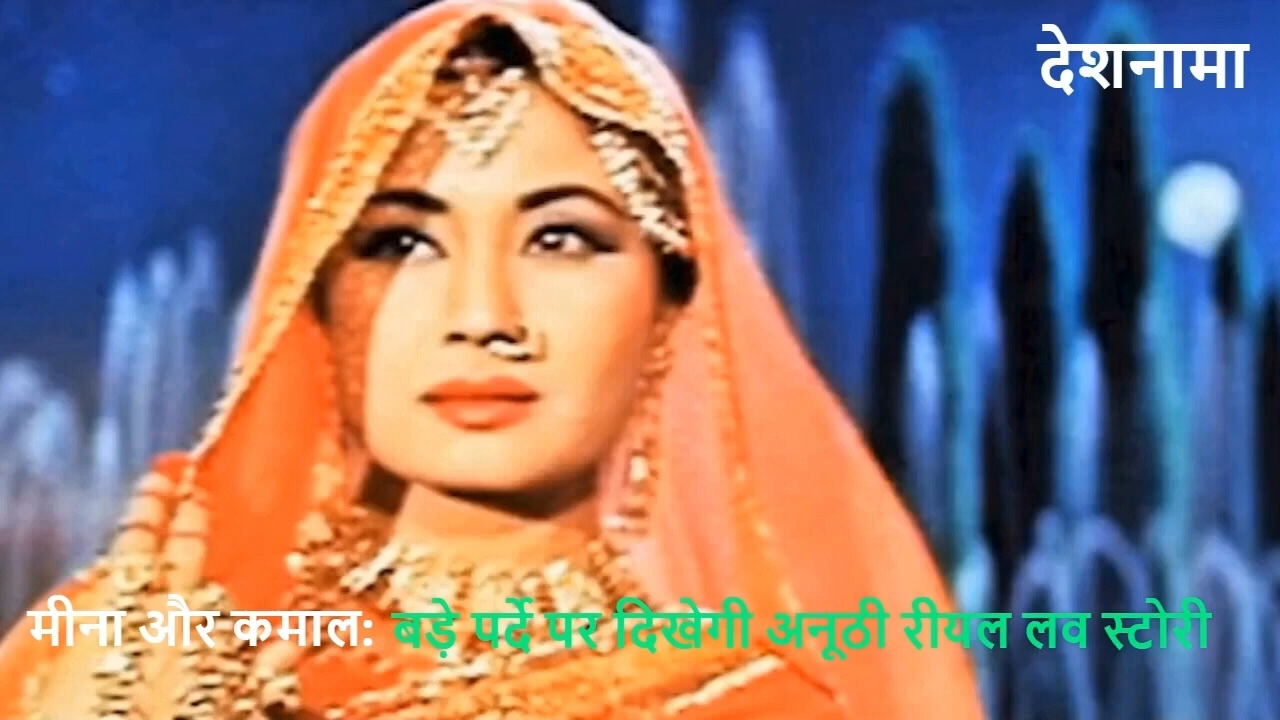 देशनामा
मीना और कमाल: बड़े पर्दे पर दिखेगी अनूठी रीयल लव स्टोरी